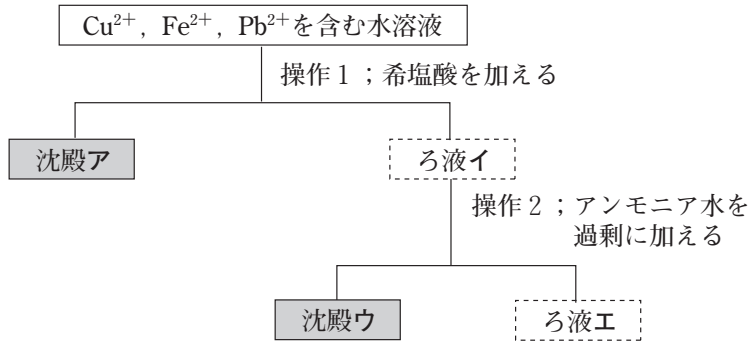 Cu²⁺, Fe²⁺, Pb²⁺を含む水溶液
操作1；希塩酸を加える
沈殿ア
ろ液イ
操作2；アンモニア水を
過剰に加える
沈殿ウ
ろ液エ